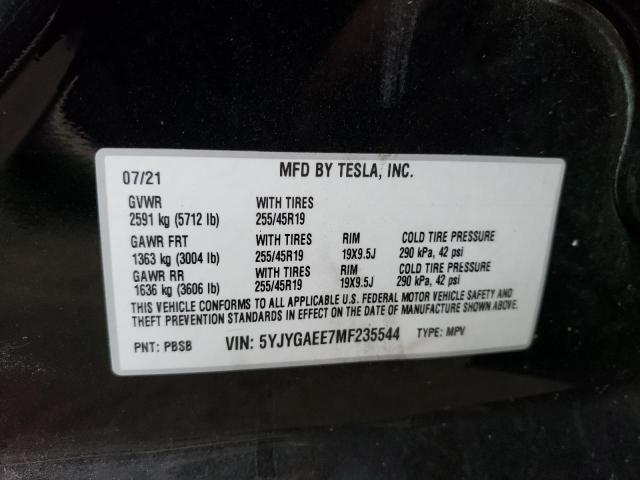 07/21 MFD BY TESLA, INC.
GVWR WITH TIRES
2591 kg (5712 lb) 255/45R19
GAWR FRT WITH TIRES RIM COLD TIRE PRESSURE
1363 kg (3004 lb) 255/45R19 19X9.5J 290 kPa, 42 psi
GAWR RR WITH TIRES RIM COLD TIRE PRESSURE
1636 kg (3606 lb) 255/45R19 19X9.5J 290 kPa, 42 psi
THIS VEHICLE CONFORMS TO ALL APPLICABLE U.S. FEDERAL MOTOR VEHICLE SAFETY AND
THEFT PREVENTION STANDARDS IN EFFECT ON THE DATE OF MANUFACTURE SHOWN ABOVE.
PNT: PBSB VIN: 5YJYGAEE7MF235544 TYPE: MPV